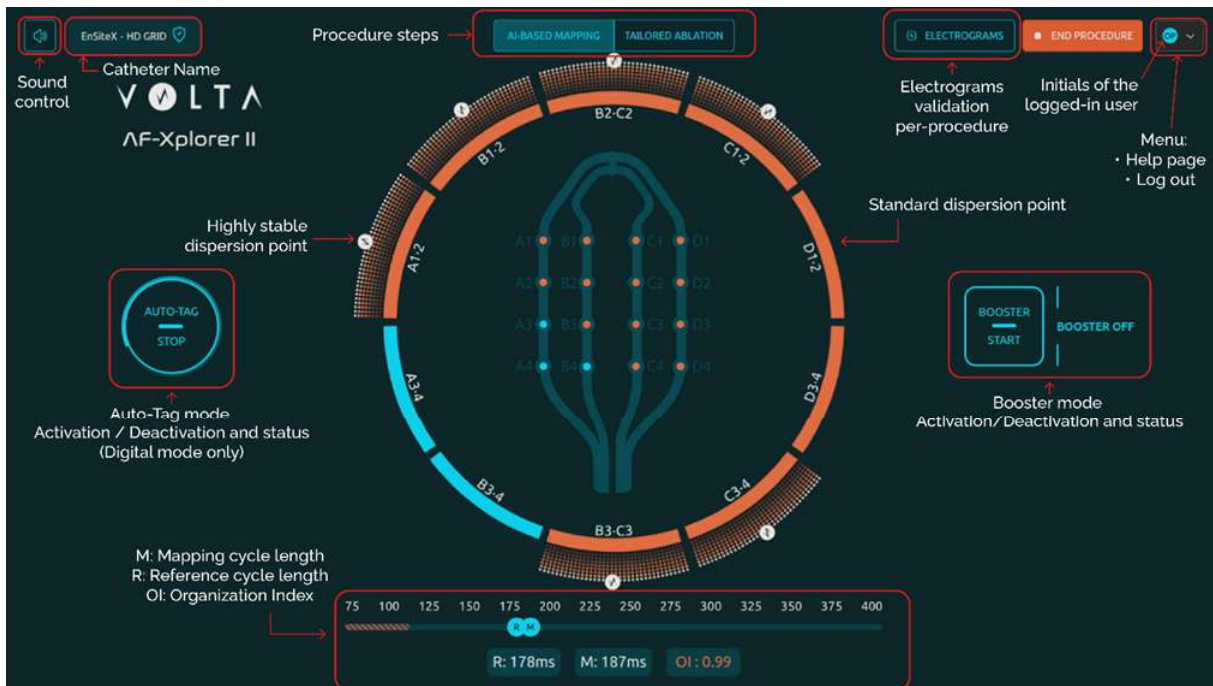 EnSiteX - HD GRID
Procedure steps
AI-BASED MAPPING
TAILORED ABLATION
ELECTROGRAMS
END PROCEDURE
Sound
control
Catheter Name
Electrograms
validation
per-procedure
Initials of the
logged-in user
Menu:
• Help page
• Log out
VOLTA
AF-Xplorer II
B2-C2
B1-2
C1-2
A1-2
D1-2
Highly stable
dispersion point
Standard dispersion point
A1 B1 C1 D1
A2 B2 C2 D2
A3 B3 C3 D3
A4 B4 C4 D4
AUTO-TAG
STOP
BOOSTER
START
BOOSTER OFF
A3-4
D3-4
B3-4
C3-4
B3-C3
Auto-Tag mode
Activation / Deactivation and status
(Digital mode only)
Booster mode
Activation/Deactivation and status
M: Mapping cycle length
R: Reference cycle length
OI: Organization Index
75 100 125 150 175 200 225 250 275 300 325 350 375 400
R M
R: 178ms
M: 187ms
OI : 0.99